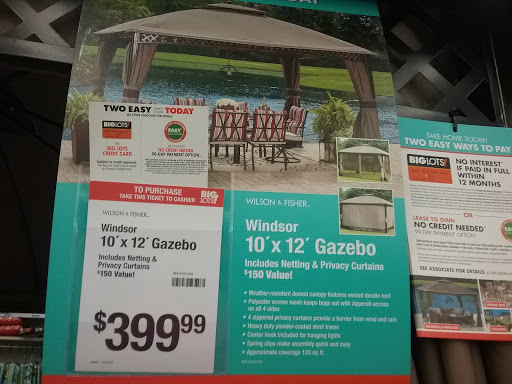 TWO EASY TODAY
BIG LOTS!
BIG LOTS
CREDIT CARD
EASY
NO CREDIT NEEDED
90-DAY PAYMENT OPTION
TO PURCHASE
TAKE THIS TICKET TO CASHIER
BIG LOTS!
WILSON & FISHER.
Windsor
10´x 12´ Gazebo
Includes Netting &
Privacy Curtains
$150 Value!
$399.99
WILSON & FISHER.
Windsor
10´x 12´ Gazebo
Includes Netting & Privacy Curtains
$150 Value!
• Weather-resistant domed canopy features vented double roof
• Polyester screen mesh keeps bugs out with zipperoll access
on all 4 sides
• 4 zippered privacy curtains provide a barrier from wind and rain
• Heavy duty powder-coated steel frame
• Center hook included for hanging lights
• Spring clips make assembly quick and easy
• Approximate coverage 120 sq. ft.
TAKE HOME TODAY!
TWO EASY WAYS TO PAY
BIG LOTS!
NO INTEREST
IF PAID IN FULL
WITHIN
12 MONTHS
OR
LEASE TO OWN
NO CREDIT NEEDED
90-DAY PAYMENT OPTION
SEE ASSOCIATE FOR DETAILS